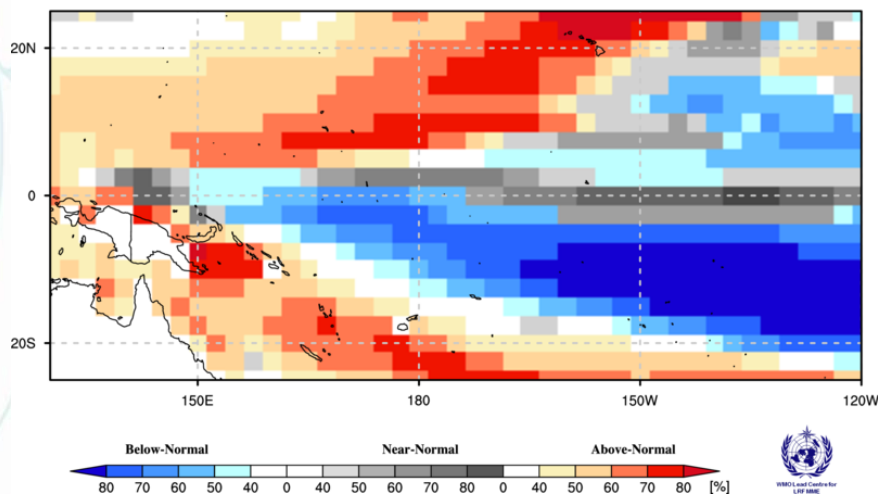 20N
0
20S
150E 180 150W 120W
Below-Normal Near-Normal Above-Normal
80 70 60 50 40 0 40 50 60 70 80 0 40 50 60 70 80 [%]
WMO Lead Centre for
LRF MME